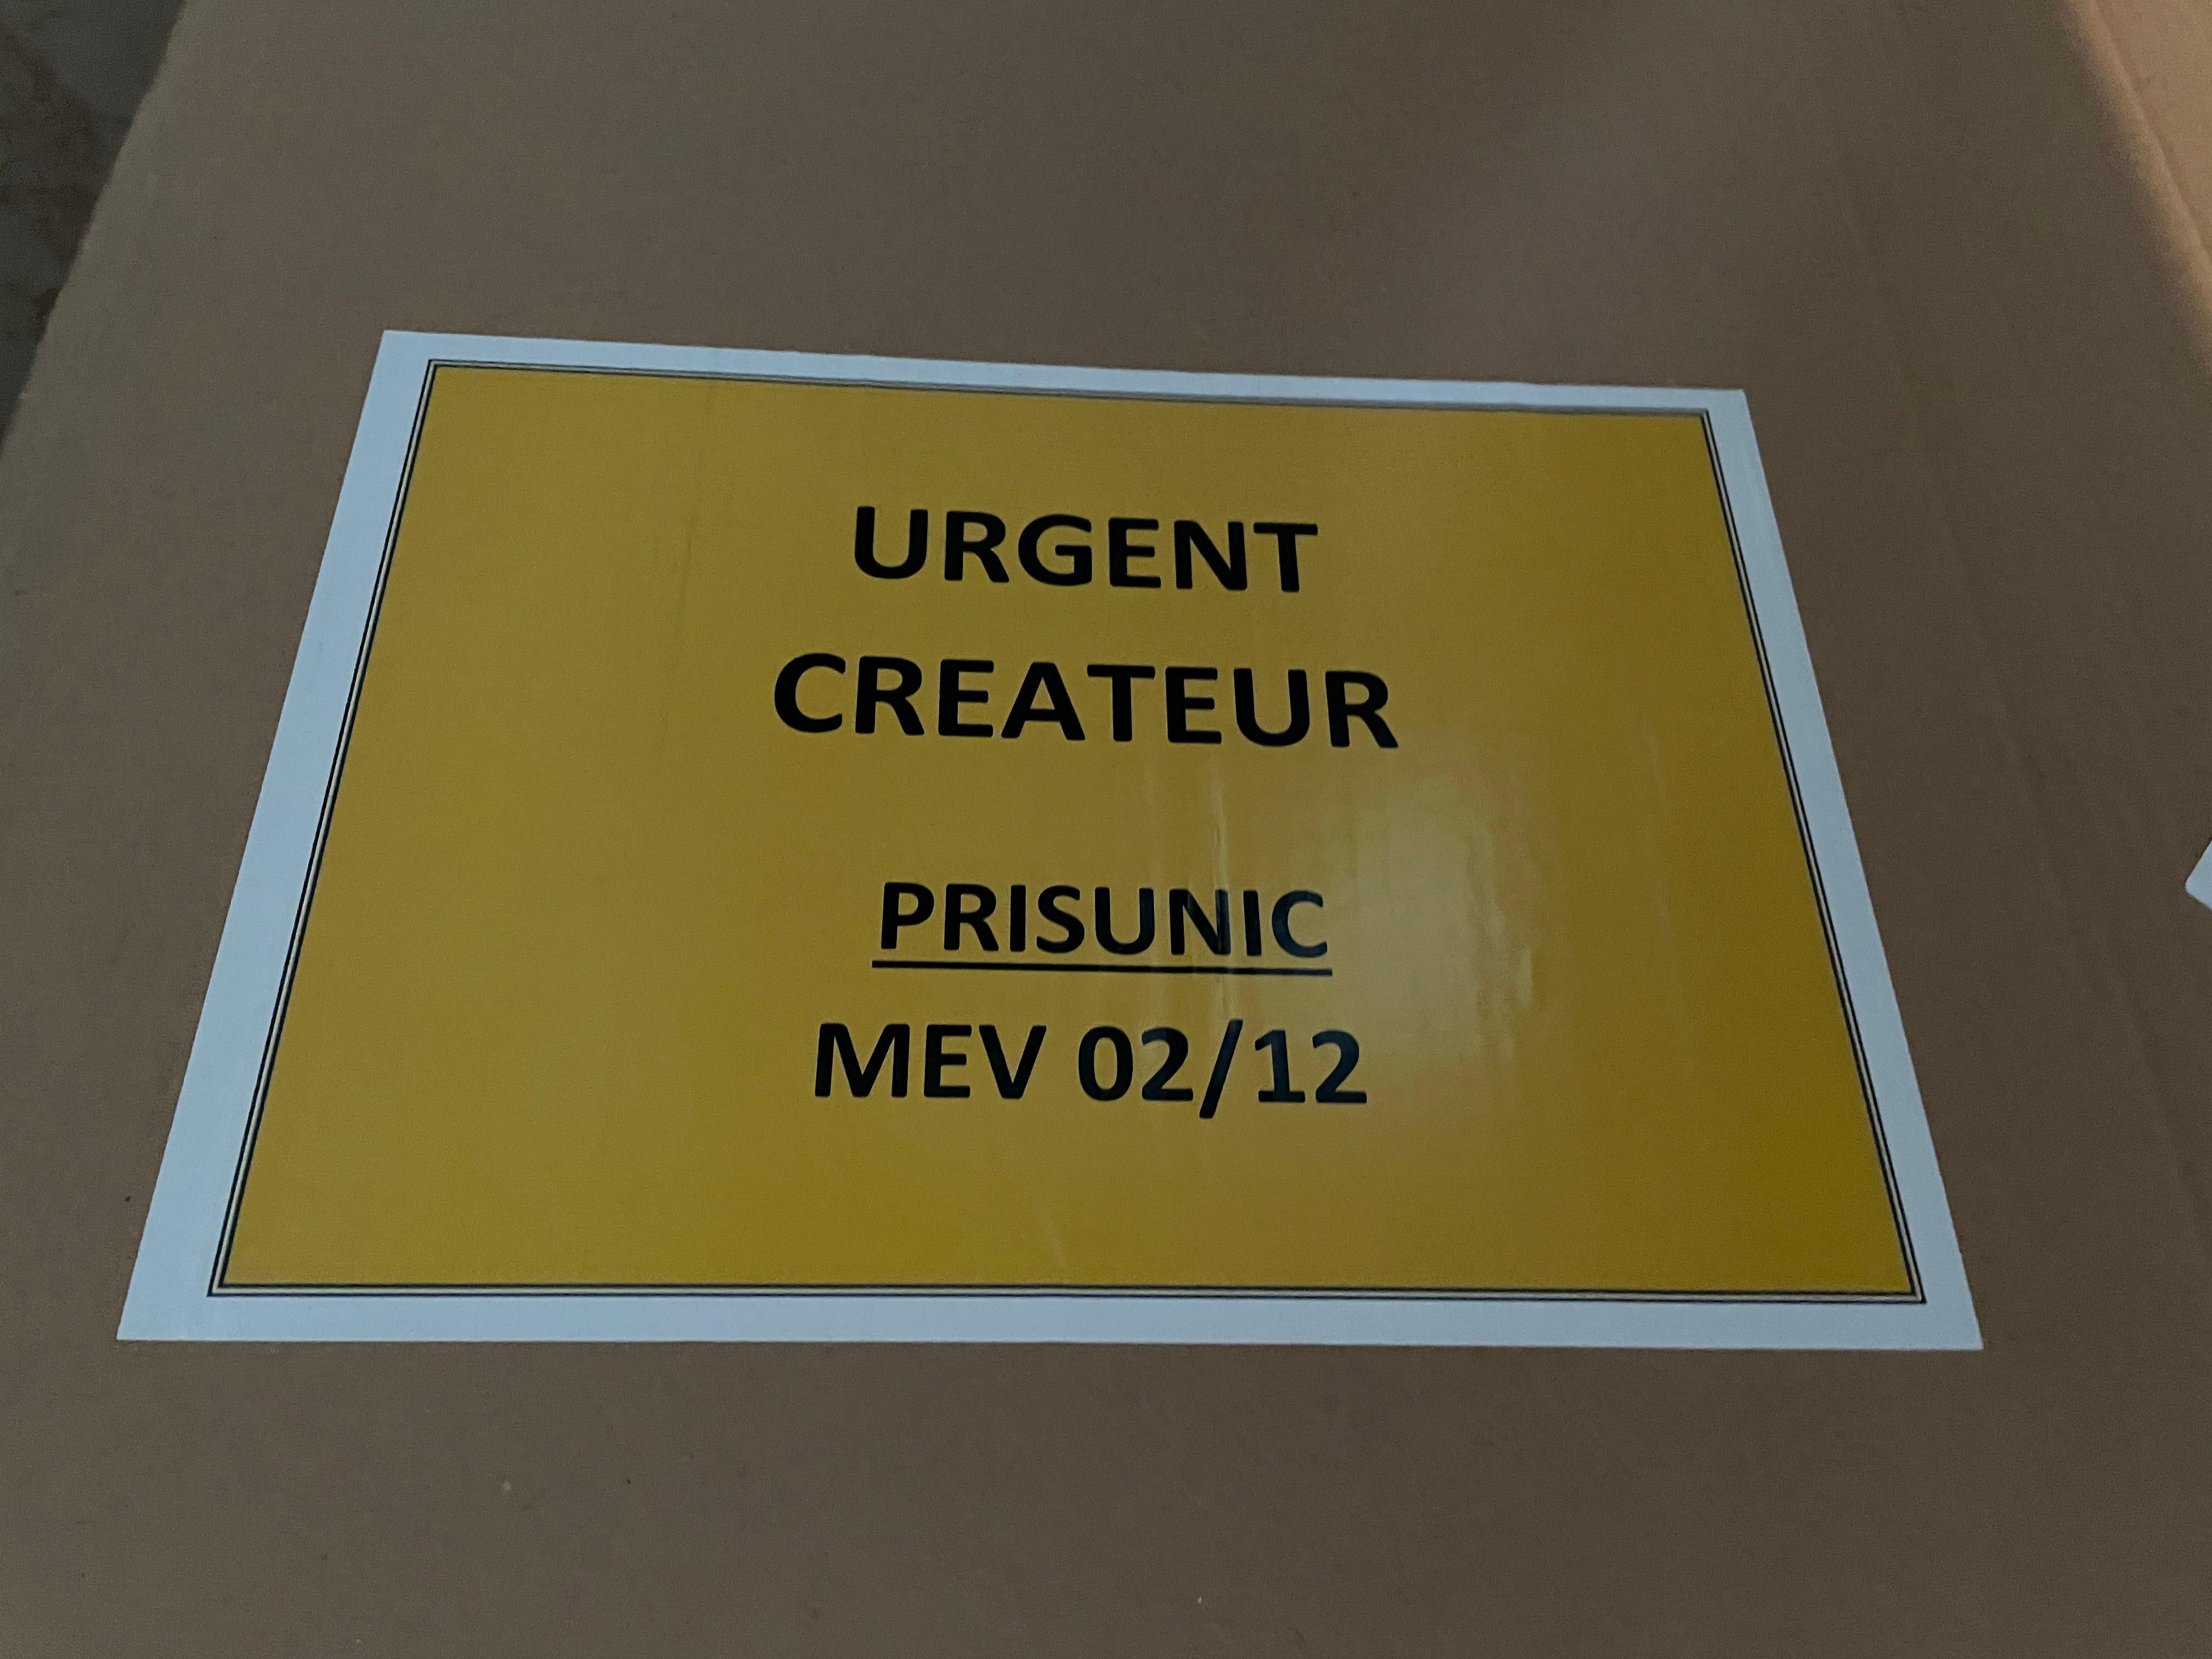 URGENT
CREATEUR
PRISUNIC
MEV 02/12